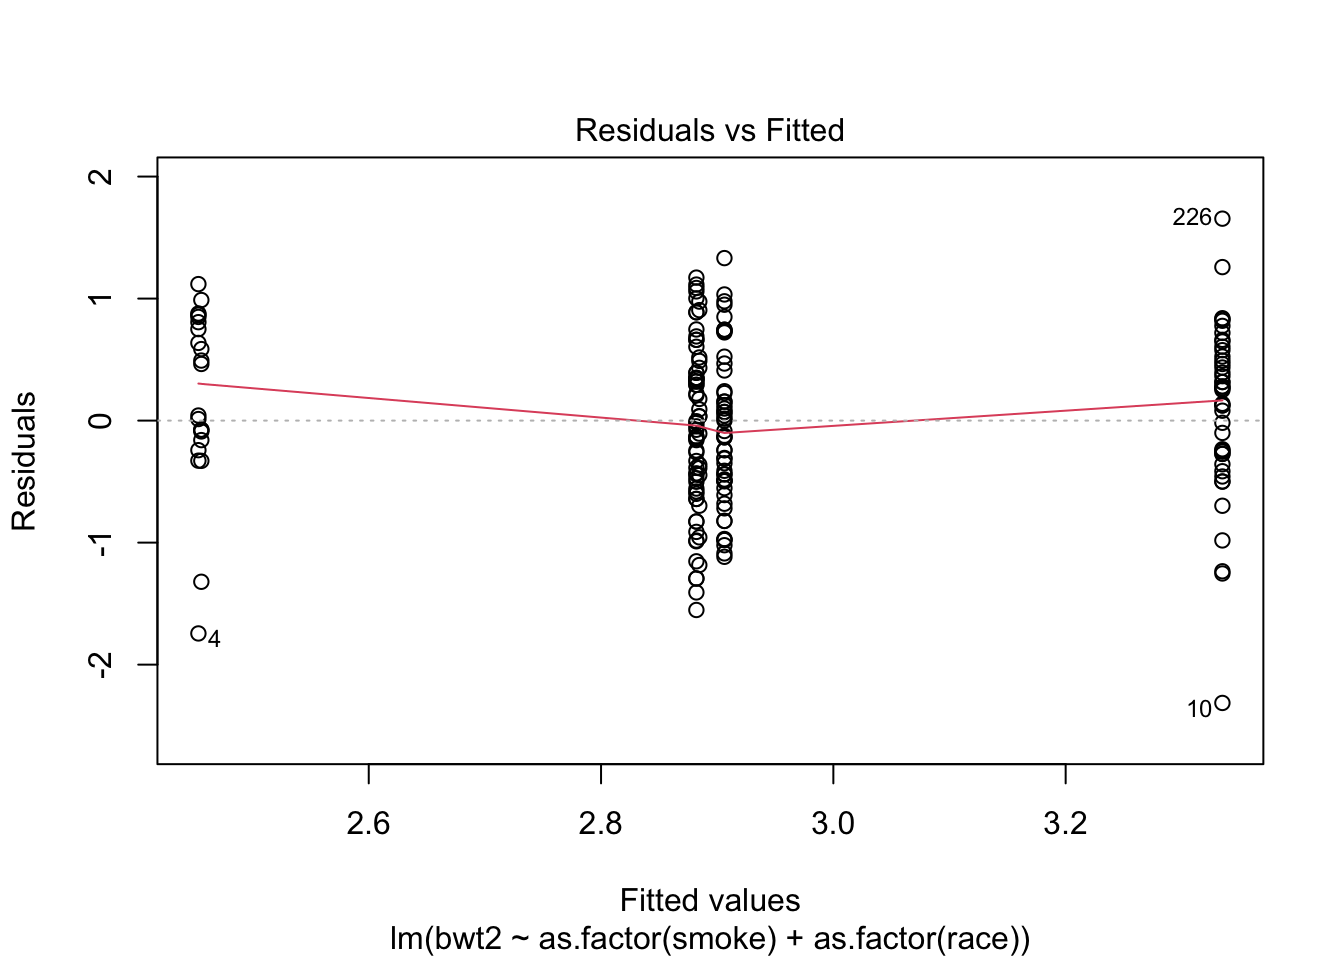 Residuals vs Fitted
2
1
0
-1
-2
Residuals
226
4
10
2.6 2.8 3.0 3.2
Fitted values
lm(bwt2 ~ as.factor(smoke) + as.factor(race))